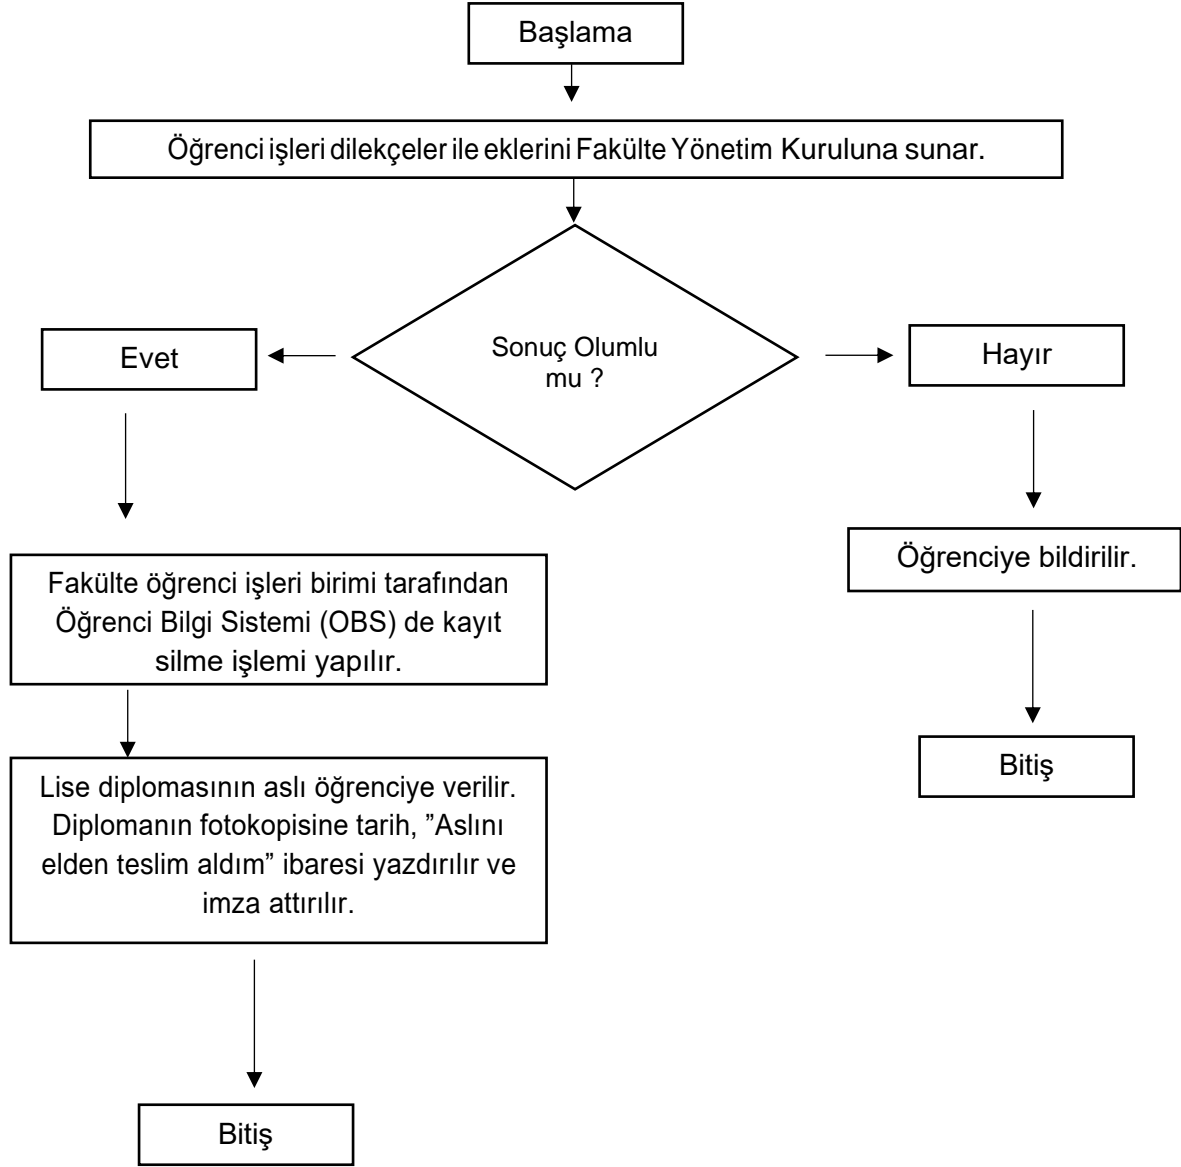 Başlama
Öğrenci işleri dilekçeler ile eklerini Fakülte Yönetim Kuruluna sunar.
Sonuç Olumlu
mu ?
Evet
Hayır
Fakülte öğrenci işleri birimi tarafından
Öğrenci Bilgi Sistemi (OBS) de kayıt
silme işlemi yapılır.
Öğrenciye bildirilir.
Lise diplomasının aslı öğrenciye verilir.
Diplomanın fotokopisine tarih, ”Aslını
elden teslim aldım” ibaresi yazdırılır ve
imza attırılır.
Bitiş
Bitiş